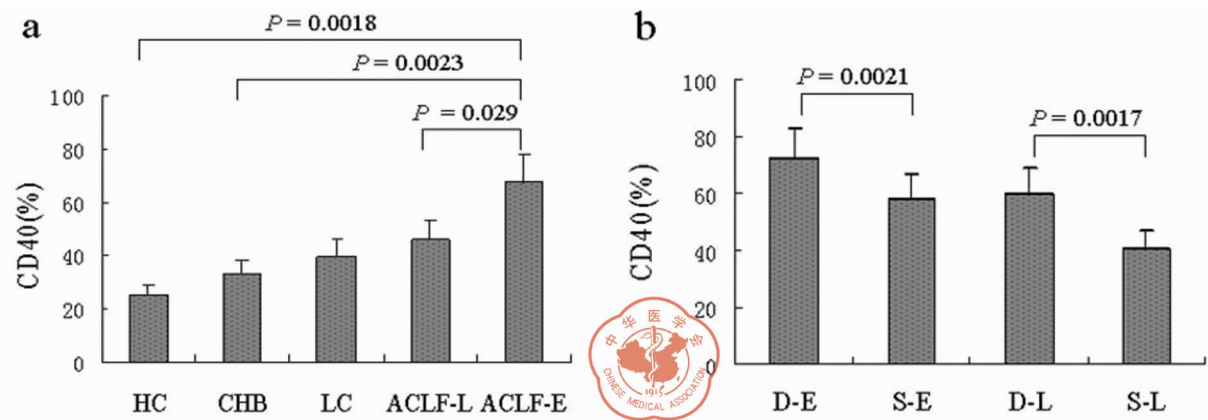 a
P = 0.0018
P = 0.0023
P = 0.029
CD40(%)
100
80
60
40
20
0
HC CHB LC ACLF-L ACLF-E
b
P = 0.0021
P = 0.0017
CD40(%)
100
80
60
40
20
0
D-E S-E D-L S-L
中华医学会
CHINESE MEDICAL ASSOCIATION
1915